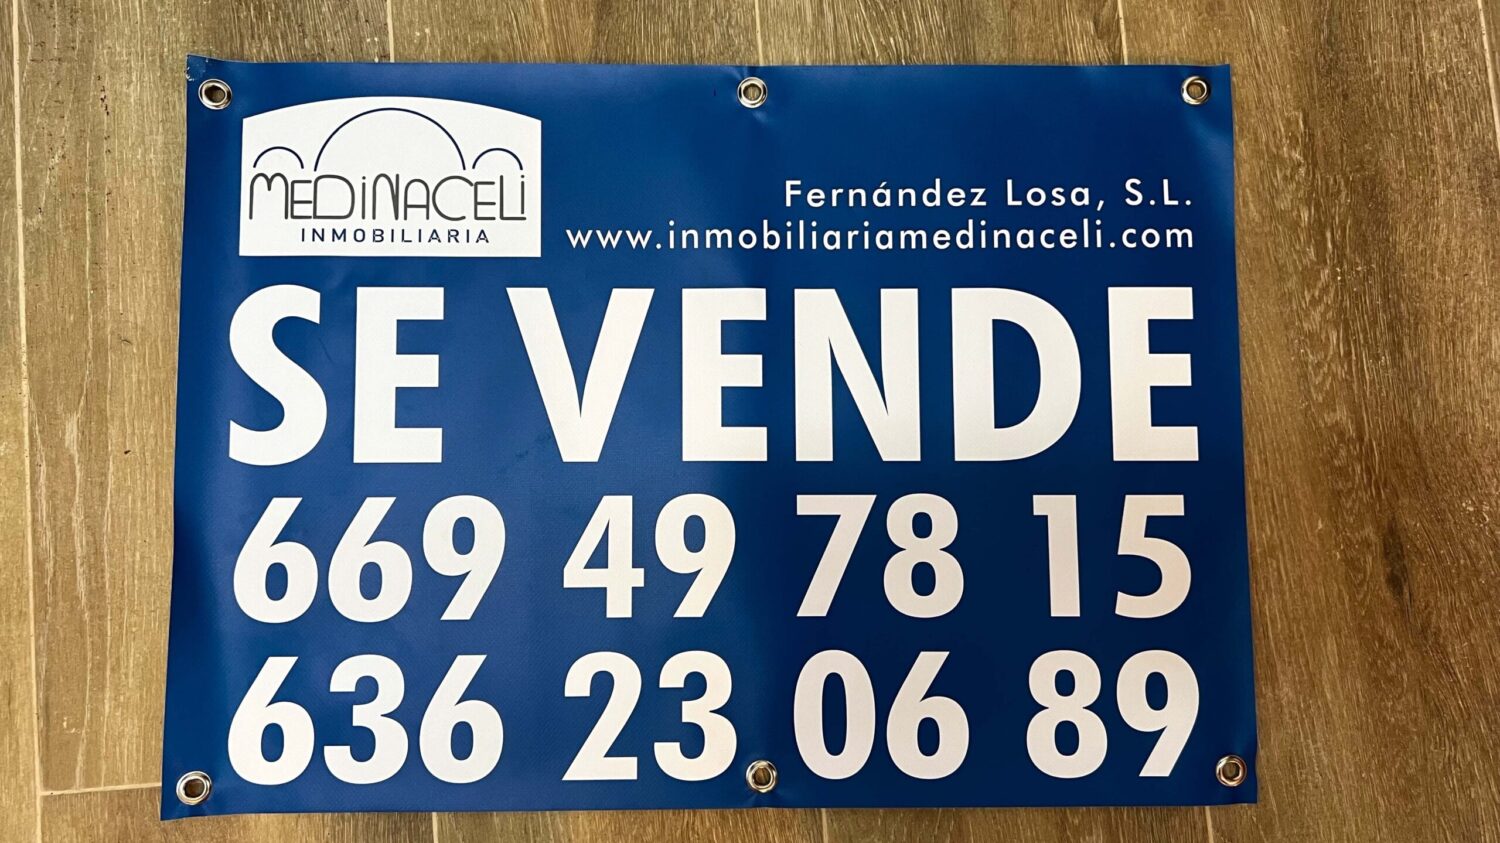 MEDiNACELi
INMOBILIARIA
Fernández Losa, S.L.
www.inmobiliariamedinaceli.com
SE VENDE
669 49 78 15
636 23 06 89